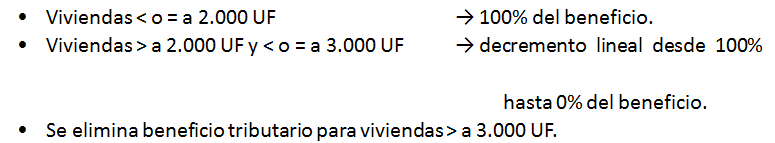 • Viviendas < o = a 2.000 UF → 100% del beneficio.
• Viviendas > a 2.000 UF y < o = a 3.000 UF → decremento lineal desde 100%
hasta 0% del beneficio.
• Se elimina beneficio tributario para viviendas > a 3.000 UF.